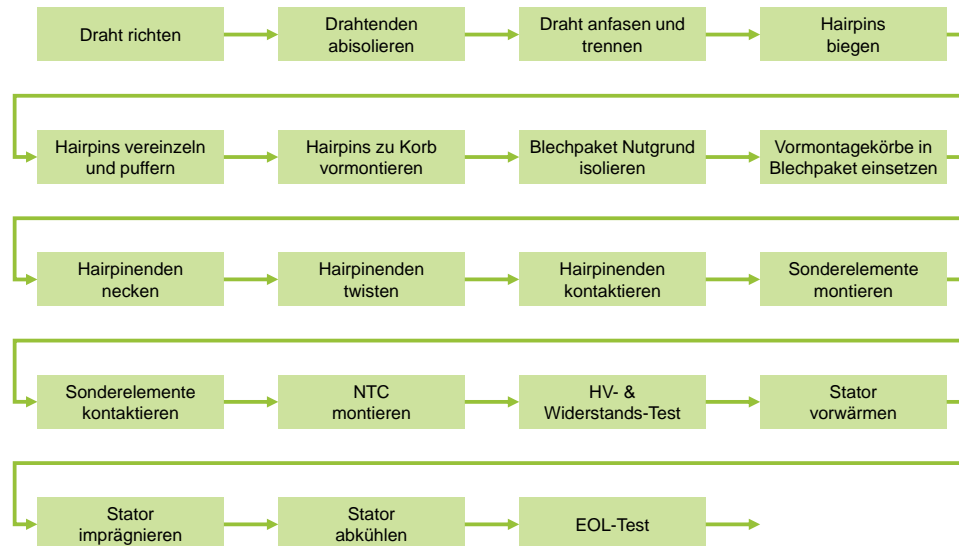 Draht richten
Drahtenden
abisolieren
Draht anfasen und
trennen
Hairpins
biegen
Hairpins vereinzeln
und puffern
Hairpins zu Korb
vormontieren
Blechpaket Nutgrund
isolieren
Vormontagekörbe in
Blechpaket einsetzen
Hairpinenden
necken
Hairpinenden
twisten
Hairpinenden
kontaktieren
Sonderelemente
montieren
Sonderelemente
kontaktieren
NTC
montieren
HV- &
Widerstands-Test
Stator
vorwärmen
Stator
imprägnieren
Stator
abkühlen
EOL-Test